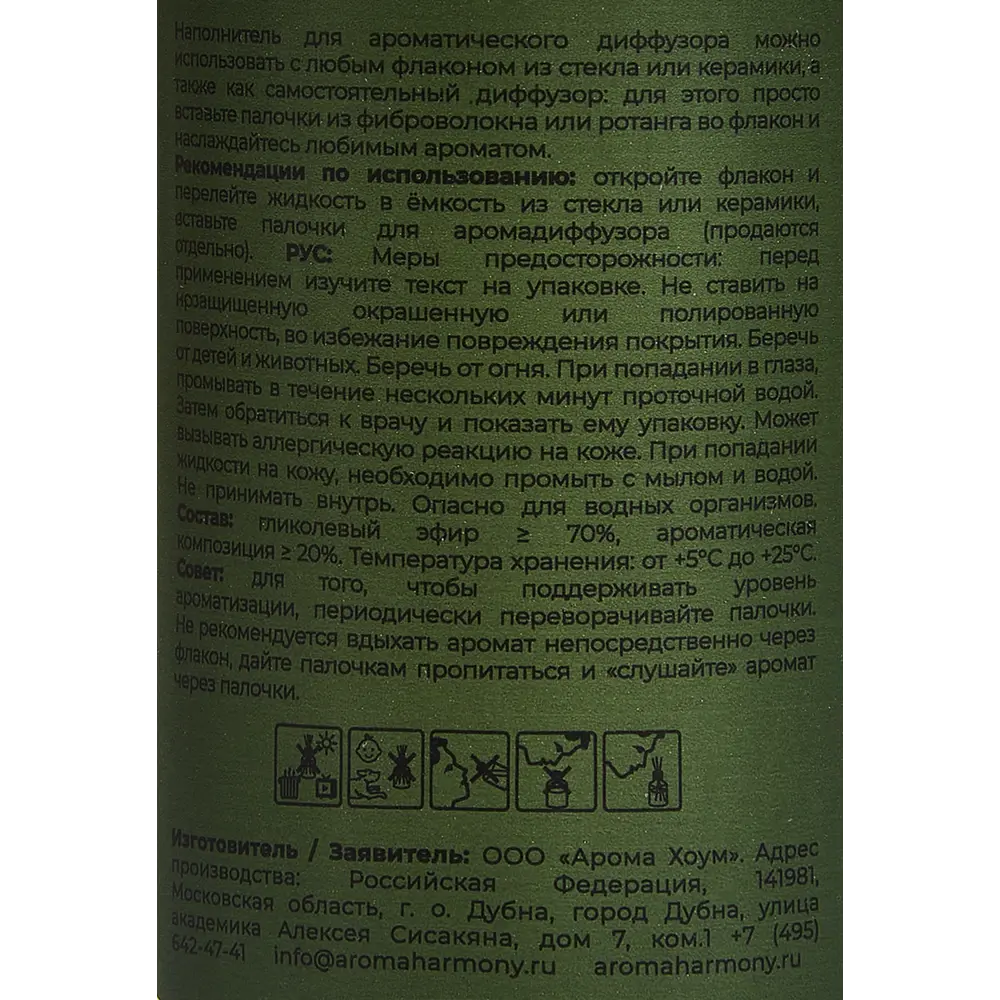 Наполнитель для ароматического диффузора можно
использовать с любым флаконом из стекла или керамики, а
также как самостоятельный диффузор: для этого просто
вставьте палочки из фиброволокна или ротанга во флакон и
наслаждайтесь любимым ароматом.
Рекомендации по использованию: откройте флакон и
перелейте жидкость в ёмкость из стекла или керамики,
вставьте палочки для аромадиффузора (продаются
отдельно). РУС: Меры предосторожности: перед
применением изучите текст на упаковке. Не ставить на
незащищенную окрашенную или полированную
поверхность, во избежание повреждения покрытия. Беречь
от детей и животных. Беречь от огня. При попадании в глаза,
промывать в течение нескольких минут проточной водой.
Затем обратиться к врачу и показать ему упаковку. Может
вызывать аллергическую реакцию на коже. При попадании
жидкости на кожу, необходимо промыть с мылом и водой.
Не принимать внутрь. Опасно для водных организмов.
Состав: гликолевый эфир ≥ 70%, ароматическая
композиция ≥ 20%. Температура хранения: от +5°C до +25°C.
Совет: для того, чтобы поддерживать уровень
ароматизации, периодически переворачивайте палочки.
Не рекомендуется вдыхать аромат непосредственно через
флакон, дайте палочкам пропитаться и «слушайте» аромат
через палочки.
Изготовитель / Заявитель: ООО «Арома Хоум». Адрес
производства: Российская Федерация, 141981,
Московская область, г. о. Дубна, город Дубна, улица
академика Алексея Сисакяна, дом 7, ком.1 +7 (495)
642-47-41 info@aromaharmony.ru aromaharmony.ru